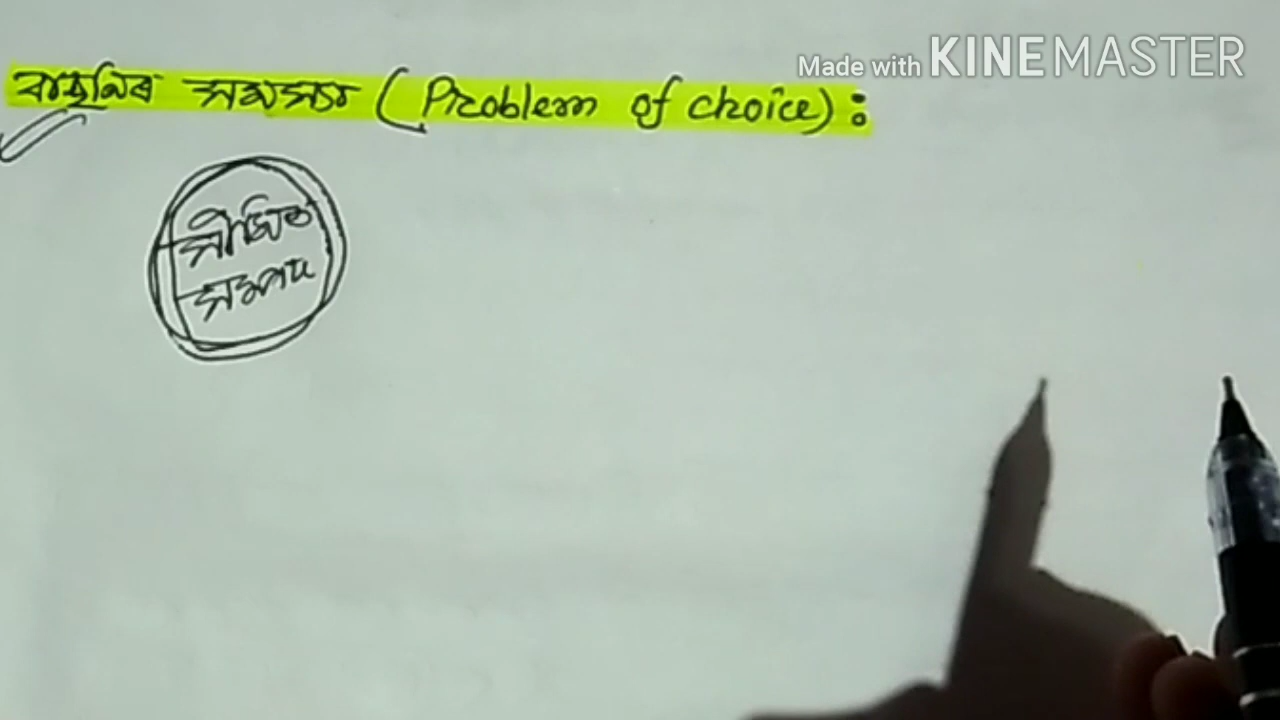 Made with KINEMASTER
বাছনিৰ সমস্যা (Problem of choice) :
সীমিত
সম্পদ